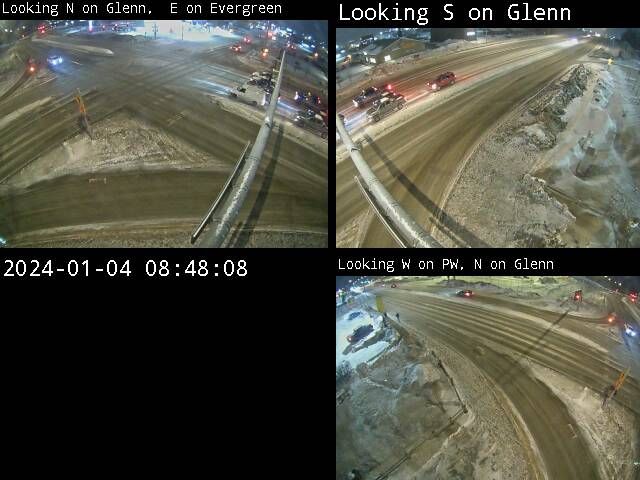 Looking N on Glenn,  E on Evergreen
Looking S on Glenn
2024-01-04 08:48:08
Looking W on PW, N on Glenn